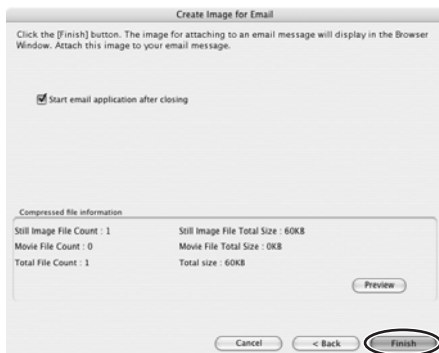 Create Image for Email
Click the [Finish] button. The image for attaching to an email message will display in the Browser
Window. Attach this image to your email message.
Start email application after closing
Compressed file information
Still Image File Count : 1 Still Image File Total Size : 60KB
Movie File Count : 0 Movie File Total Size : 0KB
Total File Count : 1 Total size : 60KB
Preview
Cancel < Back Finish